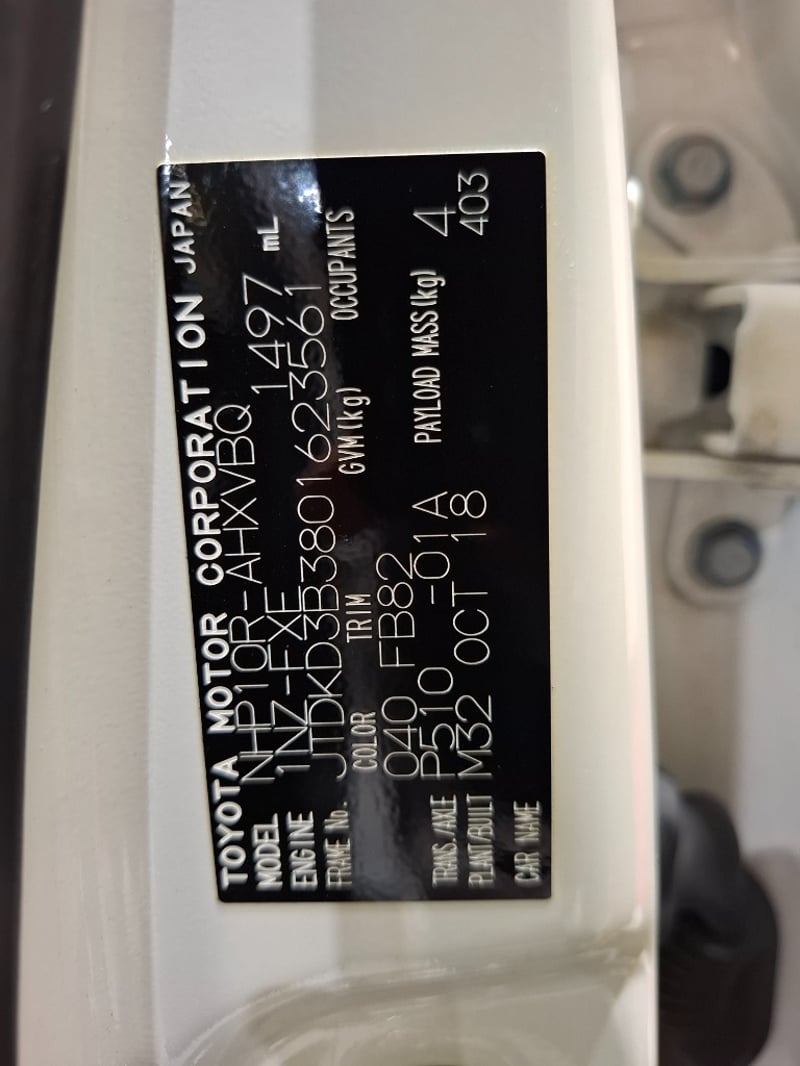 TOYOTA MOTOR CORPORATION JAPAN
MODEL NHP10R-AHXVBQ
ENGINE 1NZ-FXE 1497 mL
FRAME No. JTDKD3B3801623561
COLOR TRIM GVM(kg) OCCUPANTS
040 FB82 4
TRANS./AXLE P510 -01A PAYLOAD MASS(kg) 403
PLANT/BUILT M32 OCT 18
CAR NAME